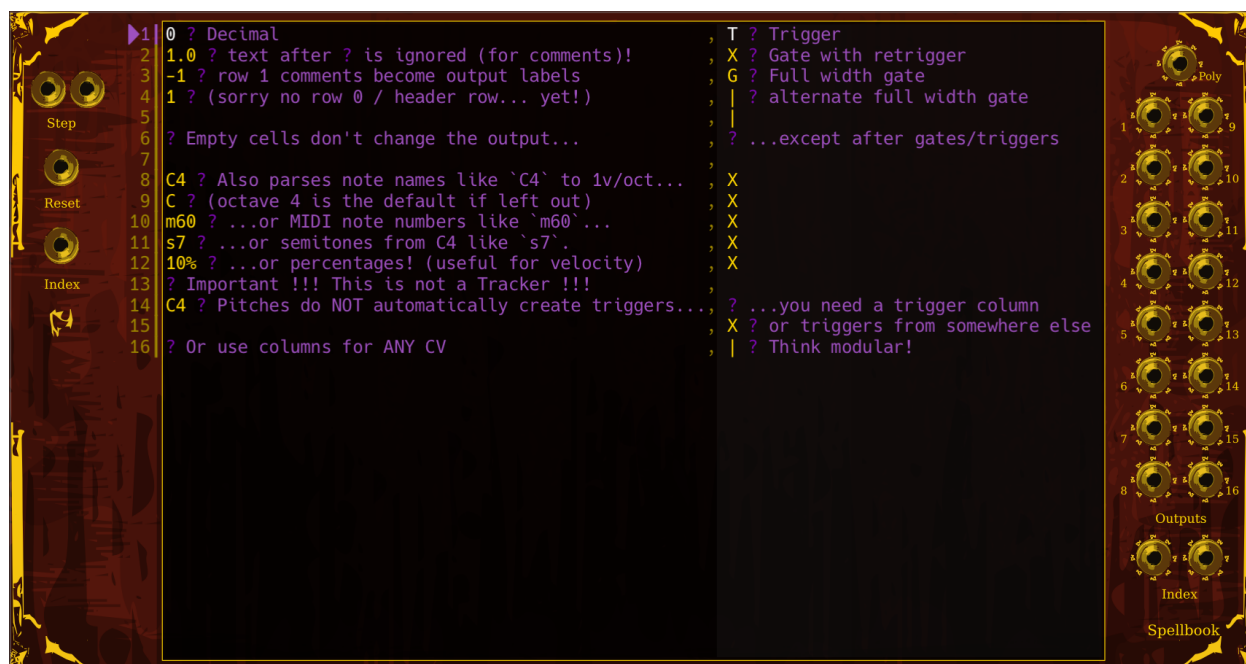 Step
Reset
Index
1 0 ? Decimal , T ? Trigger
2 1.0 ? text after ? is ignored (for comments)! , X ? Gate with retrigger
3 -1 ? row 1 comments become output labels , G ? Full width gate
4 1 ? (sorry no row 0 / header row... yet!) , | ? alternate full width gate
5 , |
6 ? Empty cells don't change the output... , ? ...except after gates/triggers
7 ,
8 C4 ? Also parses note names like `C4` to 1v/oct... , X
9 C ? (octave 4 is the default if left out) , X
10 m60 ? ...or MIDI note numbers like `m60`... , X
11 s7 ? ...or semitones from C4 like `s7`. , X
12 10% ? ...or percentages! (useful for velocity) , X
13 ? Important !!! This is not a Tracker !!! ,
14 C4 ? Pitches do NOT automatically create triggers..., ? ...you need a trigger column
15 , X ? or triggers from somewhere else
16 ? Or use columns for ANY CV , | ? Think modular!
Poly
1 9
2 10
3 11
4 12
5 13
6 14
7 15
8 16
Outputs
Index
Spellbook